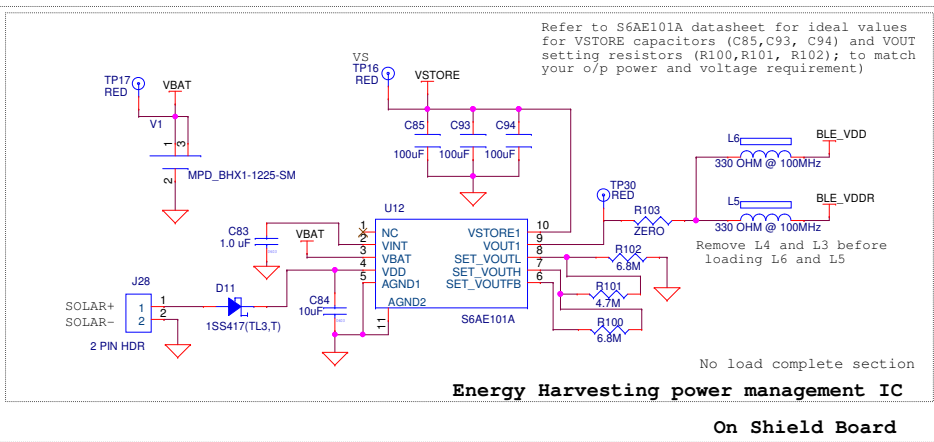 Refer to S6AE101A datasheet for ideal values
for VSTORE capacitors (C85,C93, C94) and VOUT
setting resistors (R100,R101, R102); to match
your o/p power and voltage requirement)
VS
TP17
RED
VBAT
TP16
RED
VSTORE
V1
1
3
2
MPD_BHX1-1225-SM
C85
C93
C94
100uF
100uF
100uF
L6
BLE_VDD
330 OHM @ 100MHz
TP30
RED
L5
BLE_VDDR
R103
ZERO
330 OHM @ 100MHz
Remove L4 and L3 before
loading L6 and L5
U12
C83
1.0 uF
VBAT
1
2
3
4
5
NC
VINT
VBAT
VDD
AGND1
AGND2
11
VSTORE1
VOUT1
SET_VOUTL
SET_VOUTH
SET_VOUTFB
10
9
8
7
6
S6AE101A
R102
6.8M
R101
4.7M
R100
6.8M
J28
SOLAR+
SOLAR-
1
2
1
2
2 PIN HDR
D11
1SS417(TL3,T)
C84
10uF
No load complete section
Energy Harvesting power management IC
On Shield Board